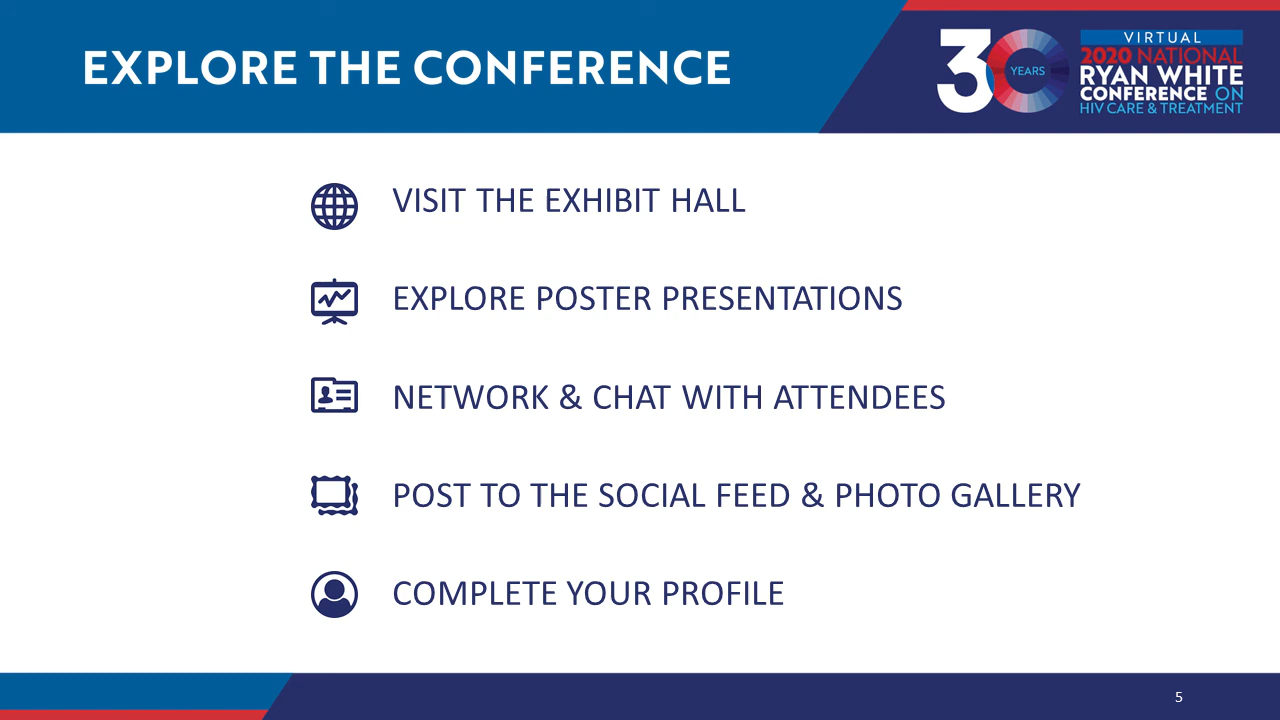 EXPLORE THE CONFERENCE
30 YEARS
VIRTUAL
2020 NATIONAL
RYAN WHITE
CONFERENCE ON
HIV CARE & TREATMENT
VISIT THE EXHIBIT HALL
EXPLORE POSTER PRESENTATIONS
NETWORK & CHAT WITH ATTENDEES
POST TO THE SOCIAL FEED & PHOTO GALLERY
COMPLETE YOUR PROFILE
5